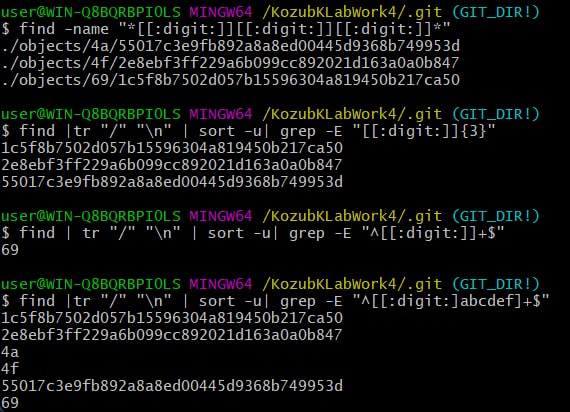 user@WIN-Q8BQRBPIOLS MINGW64 /KozubKLabWork4/.git (GIT_DIR!)
$ find -name "*[[:digit:]][[:digit:]][[:digit:]]*"
./objects/4a/55017c3e9fb892a8a8ed00445d9368b749953d
./objects/4f/2e8ebf3ff229a6b099cc892021d163a0a0b847
./objects/69/1c5f8b7502d057b15596304a819450b217ca50
user@WIN-Q8BQRBPIOLS MINGW64 /KozubKLabWork4/.git (GIT_DIR!)
$ find |tr "/" "\n" | sort -u| grep -E "[[:digit:]]{3}"
1c5f8b7502d057b15596304a819450b217ca50
2e8ebf3ff229a6b099cc892021d163a0a0b847
55017c3e9fb892a8a8ed00445d9368b749953d
user@WIN-Q8BQRBPIOLS MINGW64 /KozubKLabWork4/.git (GIT_DIR!)
$ find | tr "/" "\n" | sort -u| grep -E "^[[:digit:]]+$"
69
user@WIN-Q8BQRBPIOLS MINGW64 /KozubKLabWork4/.git (GIT_DIR!)
$ find |tr "/" "\n" | sort -u| grep -E "^[[:digit:]abcdef]+$"
1c5f8b7502d057b15596304a819450b217ca50
2e8ebf3ff229a6b099cc892021d163a0a0b847
4a
4f
55017c3e9fb892a8a8ed00445d9368b749953d
69